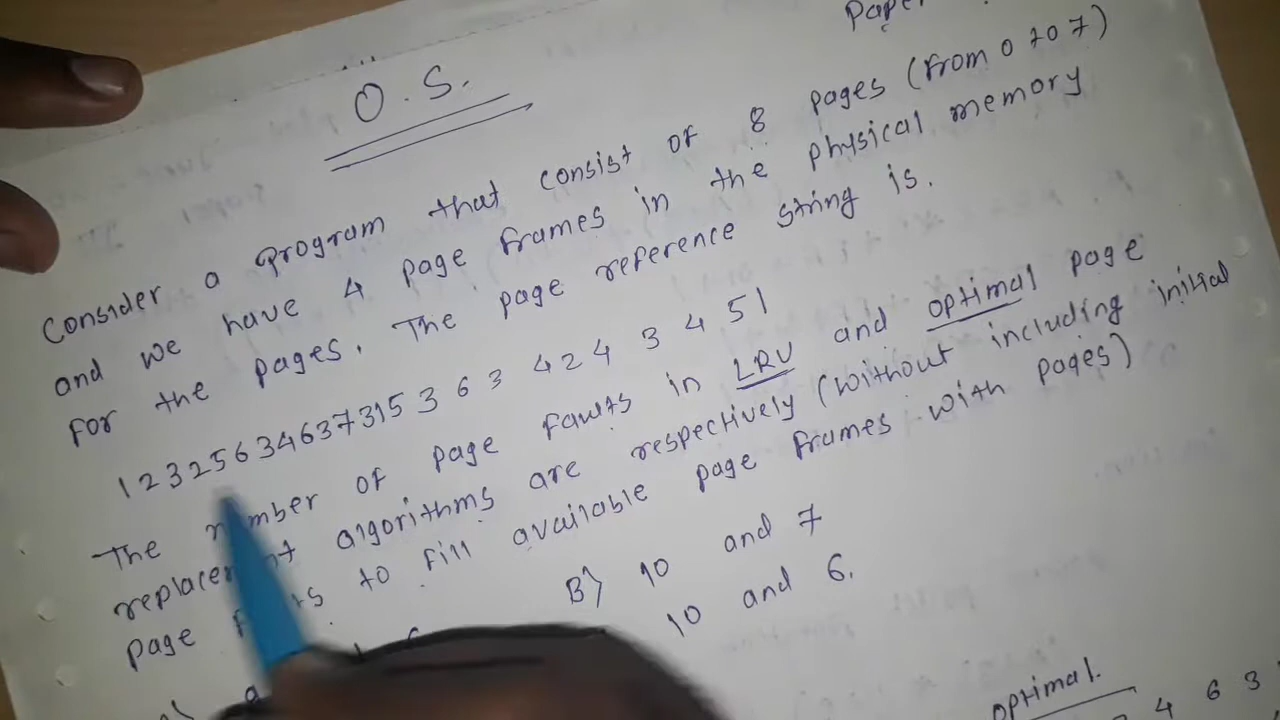 Paper
O.S.
Consider a program that consist of 8 pages (from 0 to 7)
and we have 4 page frames in the physical memory
for the pages. The page reference string is.
1 2 3 2 5 6 3 4 6 3 7 3 1 5 3 6 3 4 2 4 3 4 5 1
The number of page faults in LRU and optimal page
replacement algorithms are respectively (without including initial
page to fill available page frames with pages)
B) 10 and 7
10 and 6.
optimal.
4 6 3